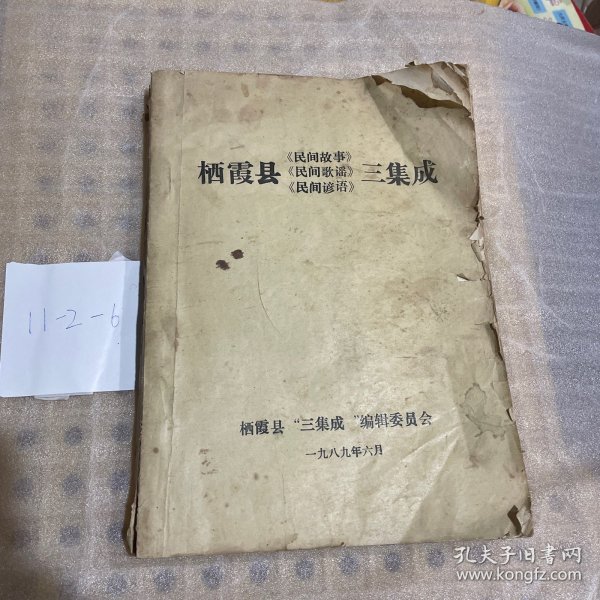 《民间故事》
栖霞县《民间歌谣》三集成
《民间谚语》
11-2-6
栖霞县“三集成”编辑委员会
一九八九年六月
孔夫子旧书网
www.kongfz.com